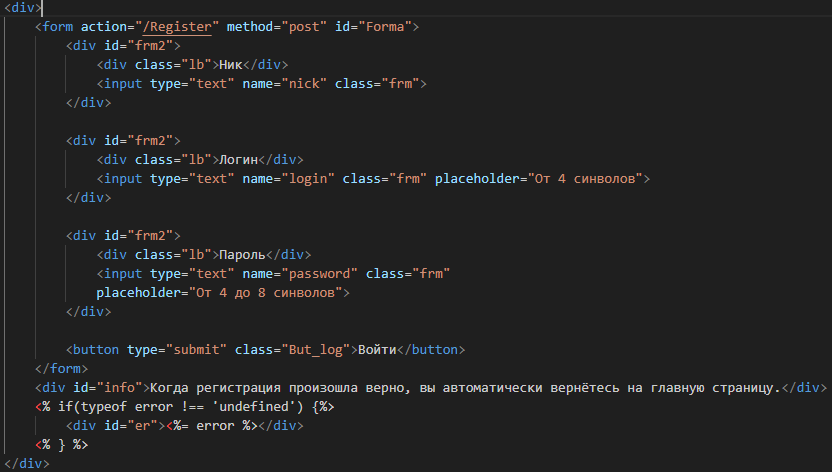 <div>
<form action="/Register" method="post" id="Forma">
<div id="frm2">
<div class="lb">Ник</div>
<input type="text" name="nick" class="frm">
</div>
<div id="frm2">
<div class="lb">Логин</div>
<input type="text" name="login" class="frm" placeholder="От 4 синволов">
</div>
<div id="frm2">
<div class="lb">Пароль</div>
<input type="text" name="password" class="frm"
placeholder="От 4 до 8 синволов">
</div>
<button type="submit" class="But_log">Войти</button>
</form>
<div id="info">Когда регистрация произошла верно, вы автоматически вернётесь на главную страницу.</div>
<% if(typeof error !== 'undefined') {%>
<div id="er"><%= error %></div>
<% } %>
</div>